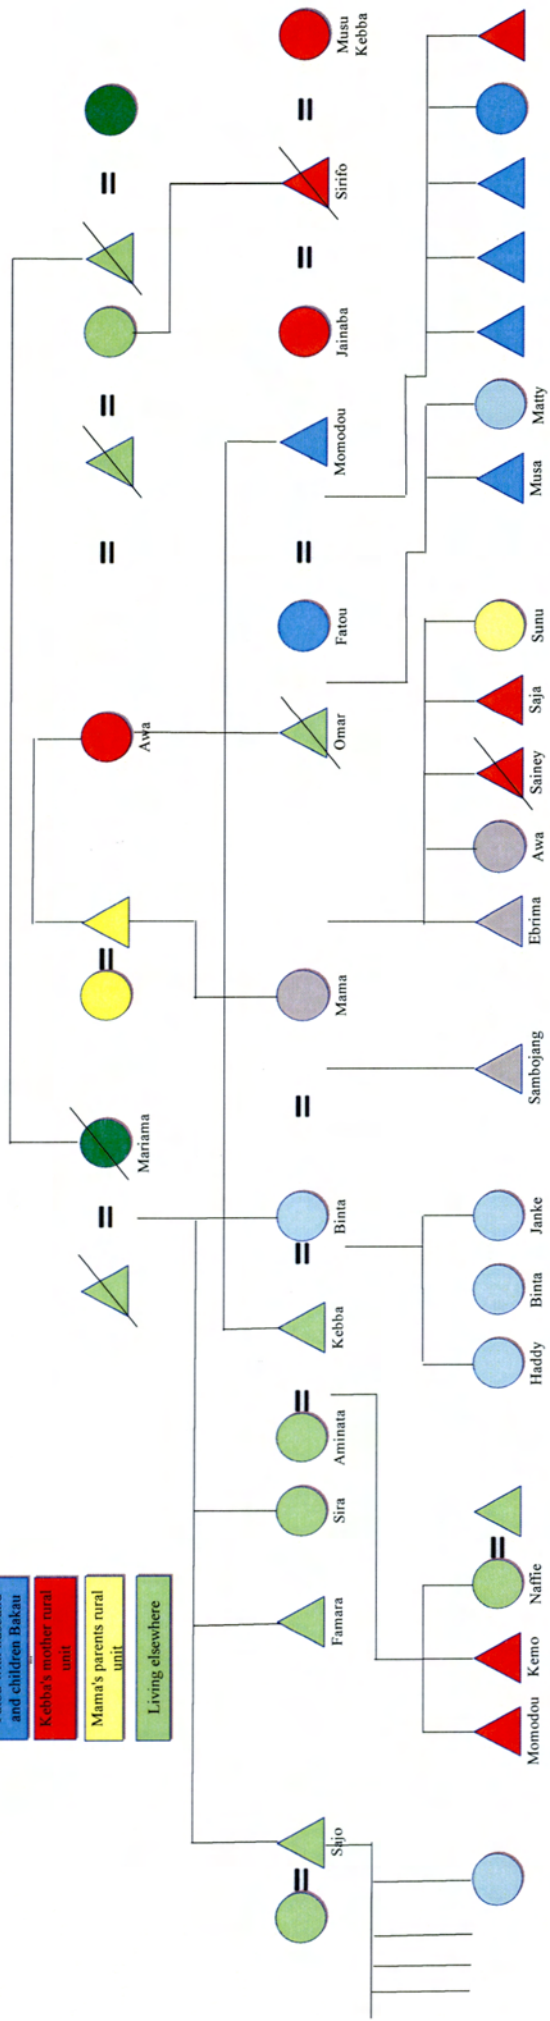 and children Bakau
Kebba's mother rural
unit
Mama's parents rural
unit
Living elsewhere
Mariama
Awa
Sajo
Famara
Sira
Aminata
Kebba
Binta
Mama
Omar
Fatou
Momodou
Jainaba
Sirifo
Musu
Kebba
Momodou
Kemo
Naffie
Haddy
Binta
Janke
Sambojang
Ebrima
Awa
Sainey
Saja
Sunu
Musa
Matty